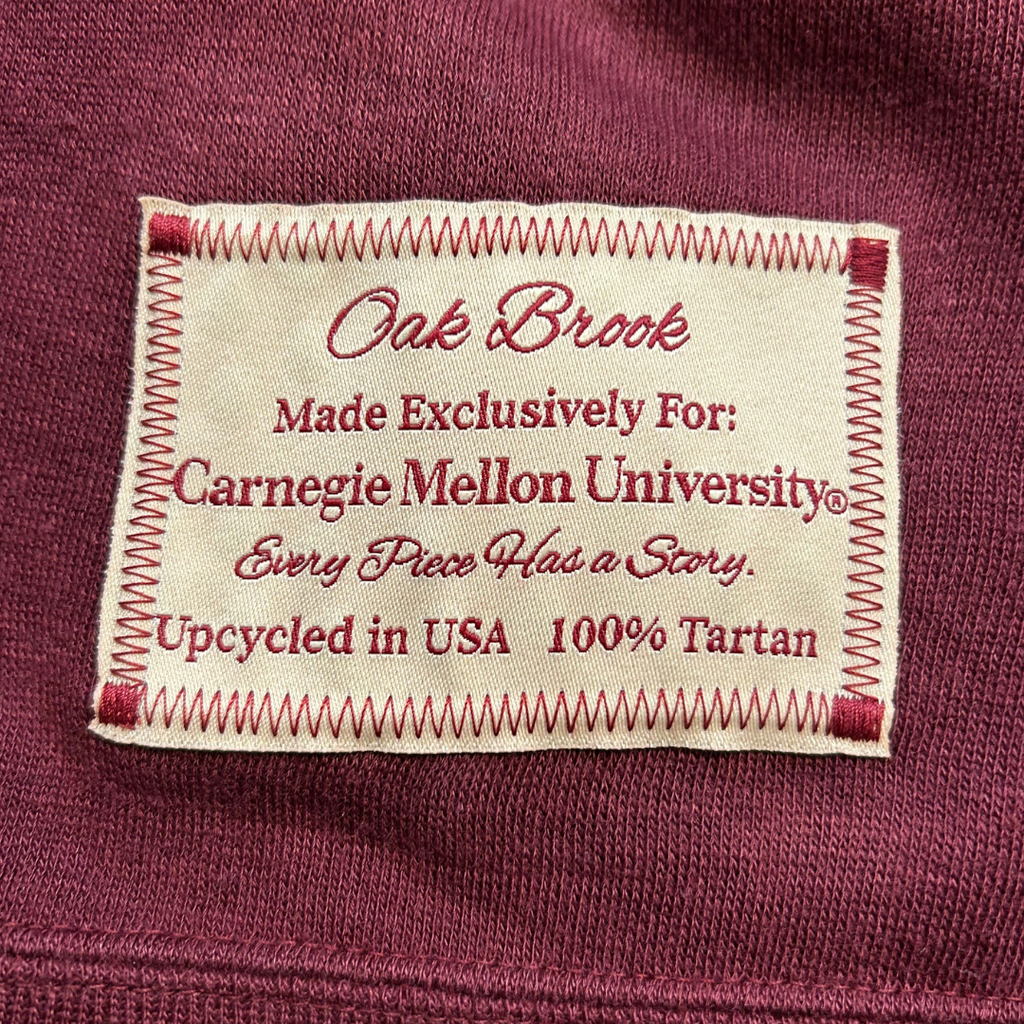 Oak Brook
Made Exclusively For:
Carnegie Mellon University®
Every Piece Has a Story.
Upcycled in USA 100% Tartan